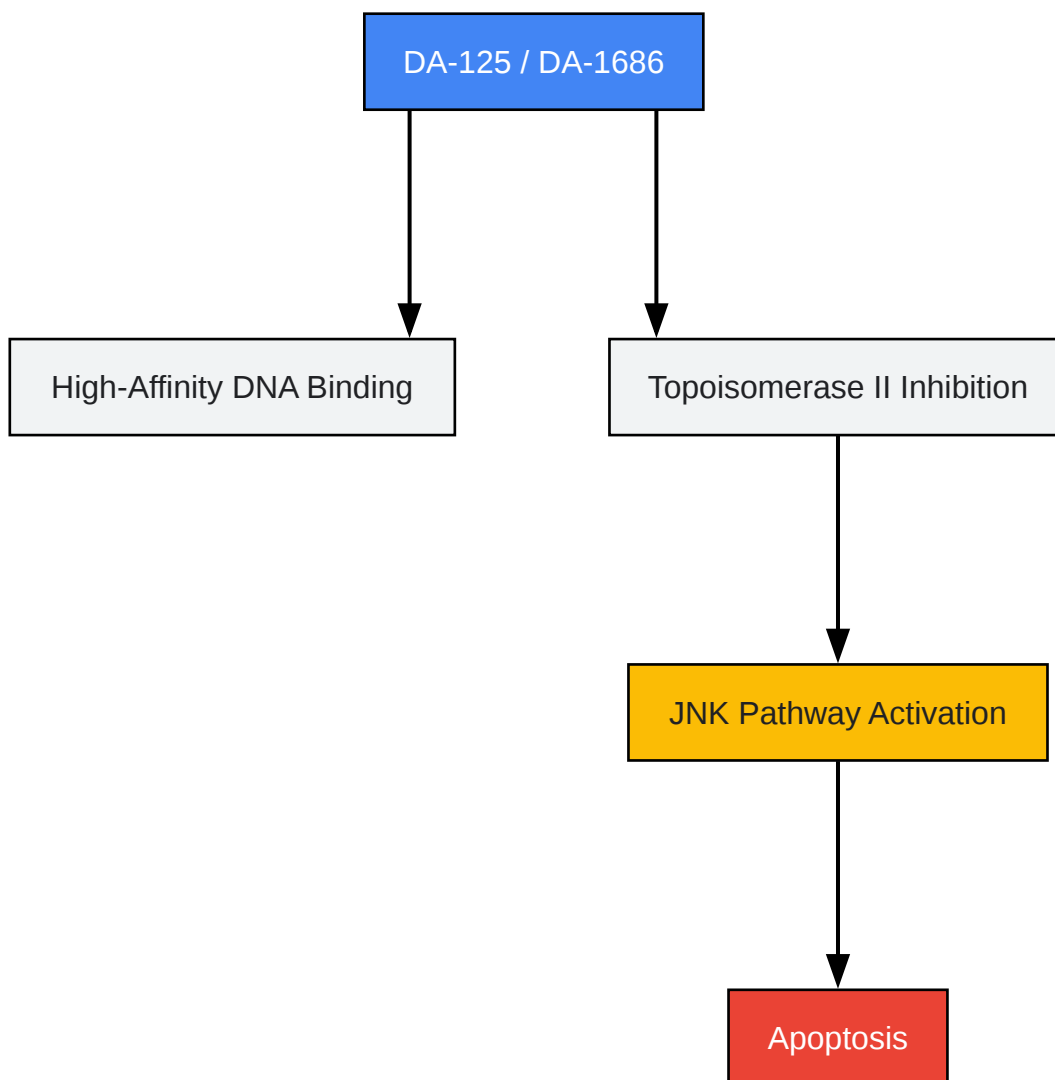 DA-125 / DA-1686
High-Affinity DNA Binding
Topoisomerase II Inhibition
JNK Pathway Activation
Apoptosis